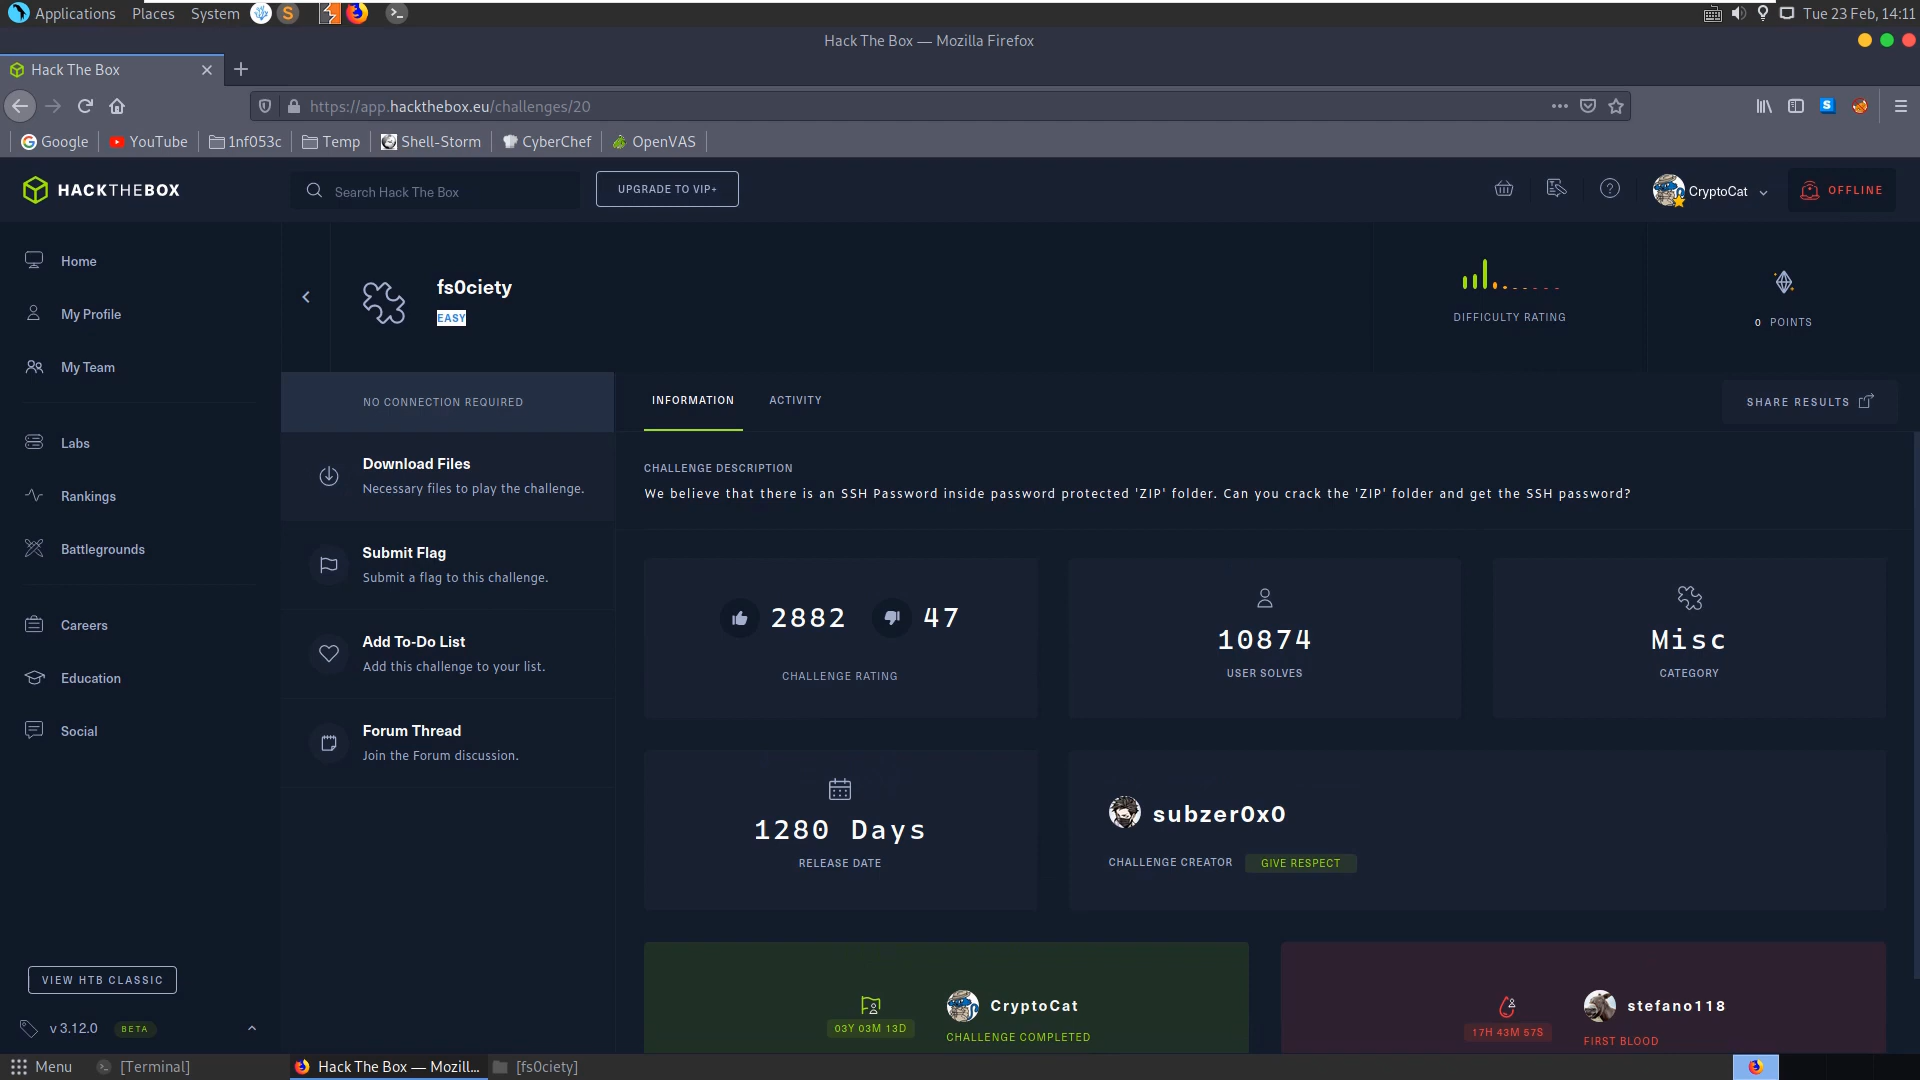 Applications Places System Tue 23 Feb, 14:11
Hack The Box — Mozilla Firefox
Hack The Box
https://app.hackthebox.eu/challenges/20
Google YouTube 1nf053c Temp Shell-Storm CyberChef OpenVAS
HACKTHEBOX Search Hack The Box UPGRADE TO VIP+ CryptoCat OFFLINE
Home
My Profile
My Team
Labs
Rankings
Battlegrounds
Careers
Education
Social
VIEW HTB CLASSIC
v 3.12.0 BETA
fs0ciety
EASY
DIFFICULTY RATING
0 POINTS
NO CONNECTION REQUIRED
Download Files
Necessary files to play the challenge.
Submit Flag
Submit a flag to this challenge.
Add To-Do List
Add this challenge to your list.
Forum Thread
Join the Forum discussion.
INFORMATION ACTIVITY SHARE RESULTS
CHALLENGE DESCRIPTION
We believe that there is an SSH Password inside password protected 'ZIP' folder. Can you crack the 'ZIP' folder and get the SSH password?
2882 47
CHALLENGE RATING
10874
USER SOLVES
Misc
CATEGORY
1280 Days
RELEASE DATE
subzer0x0
CHALLENGE CREATOR GIVE RESPECT
03Y 03M 13D
CryptoCat
CHALLENGE COMPLETED
17H 43M 57S
stefano118
FIRST BLOOD
Menu [Terminal] Hack The Box — Mozill... [fs0ciety]